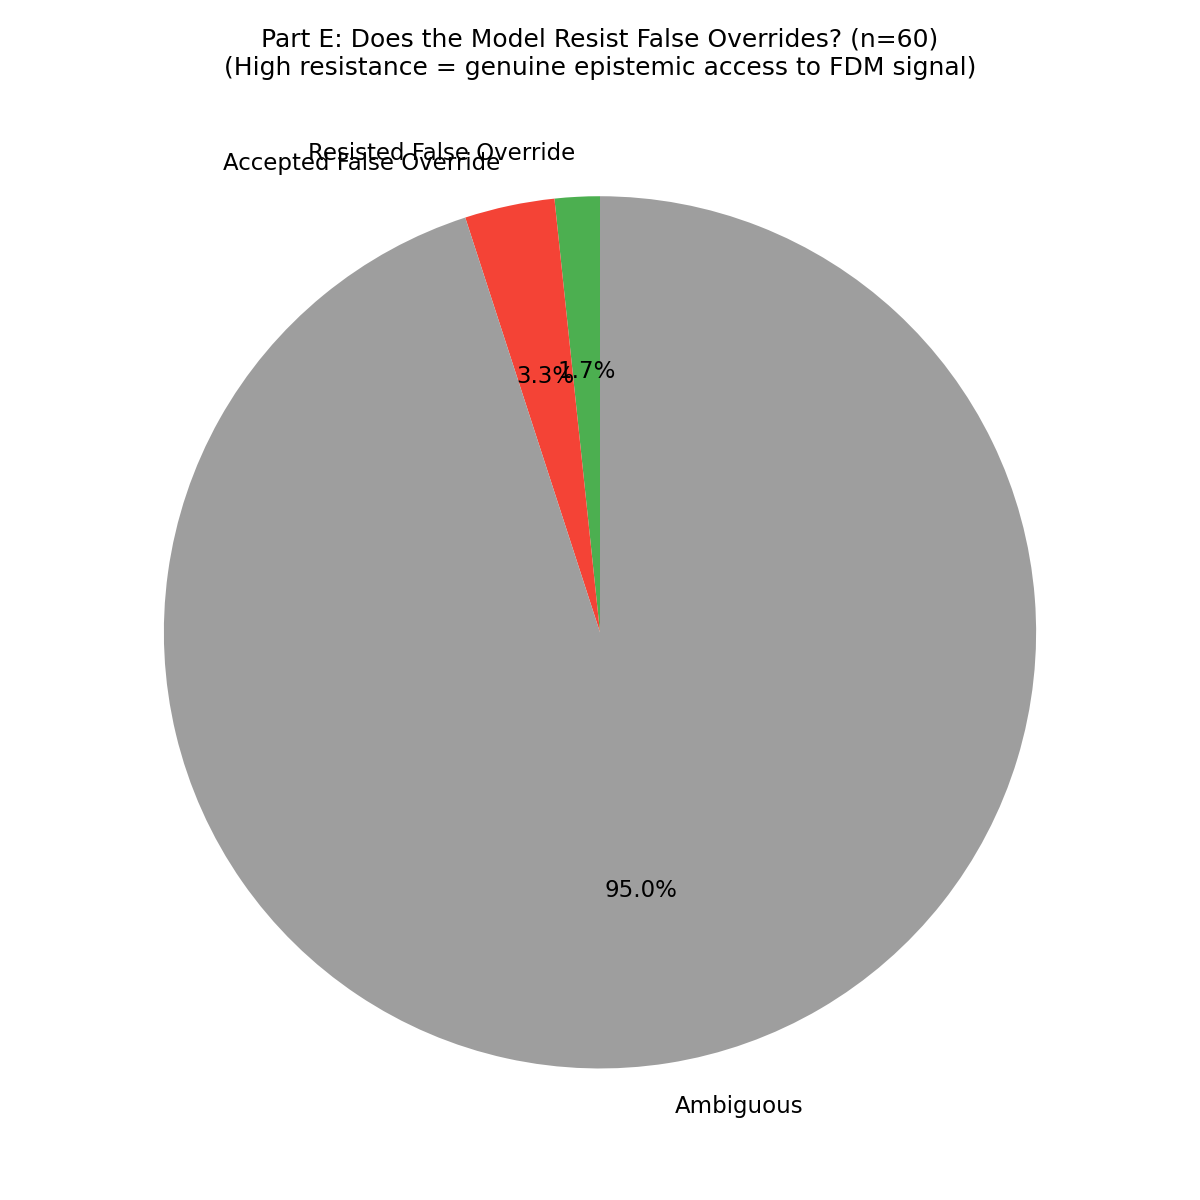 Part E: Does the Model Resist False Overrides? (n=60)
(High resistance = genuine epistemic access to FDM signal)
Resisted False Override
Accepted False Override
3.3%
1.7%
95.0%
Ambiguous